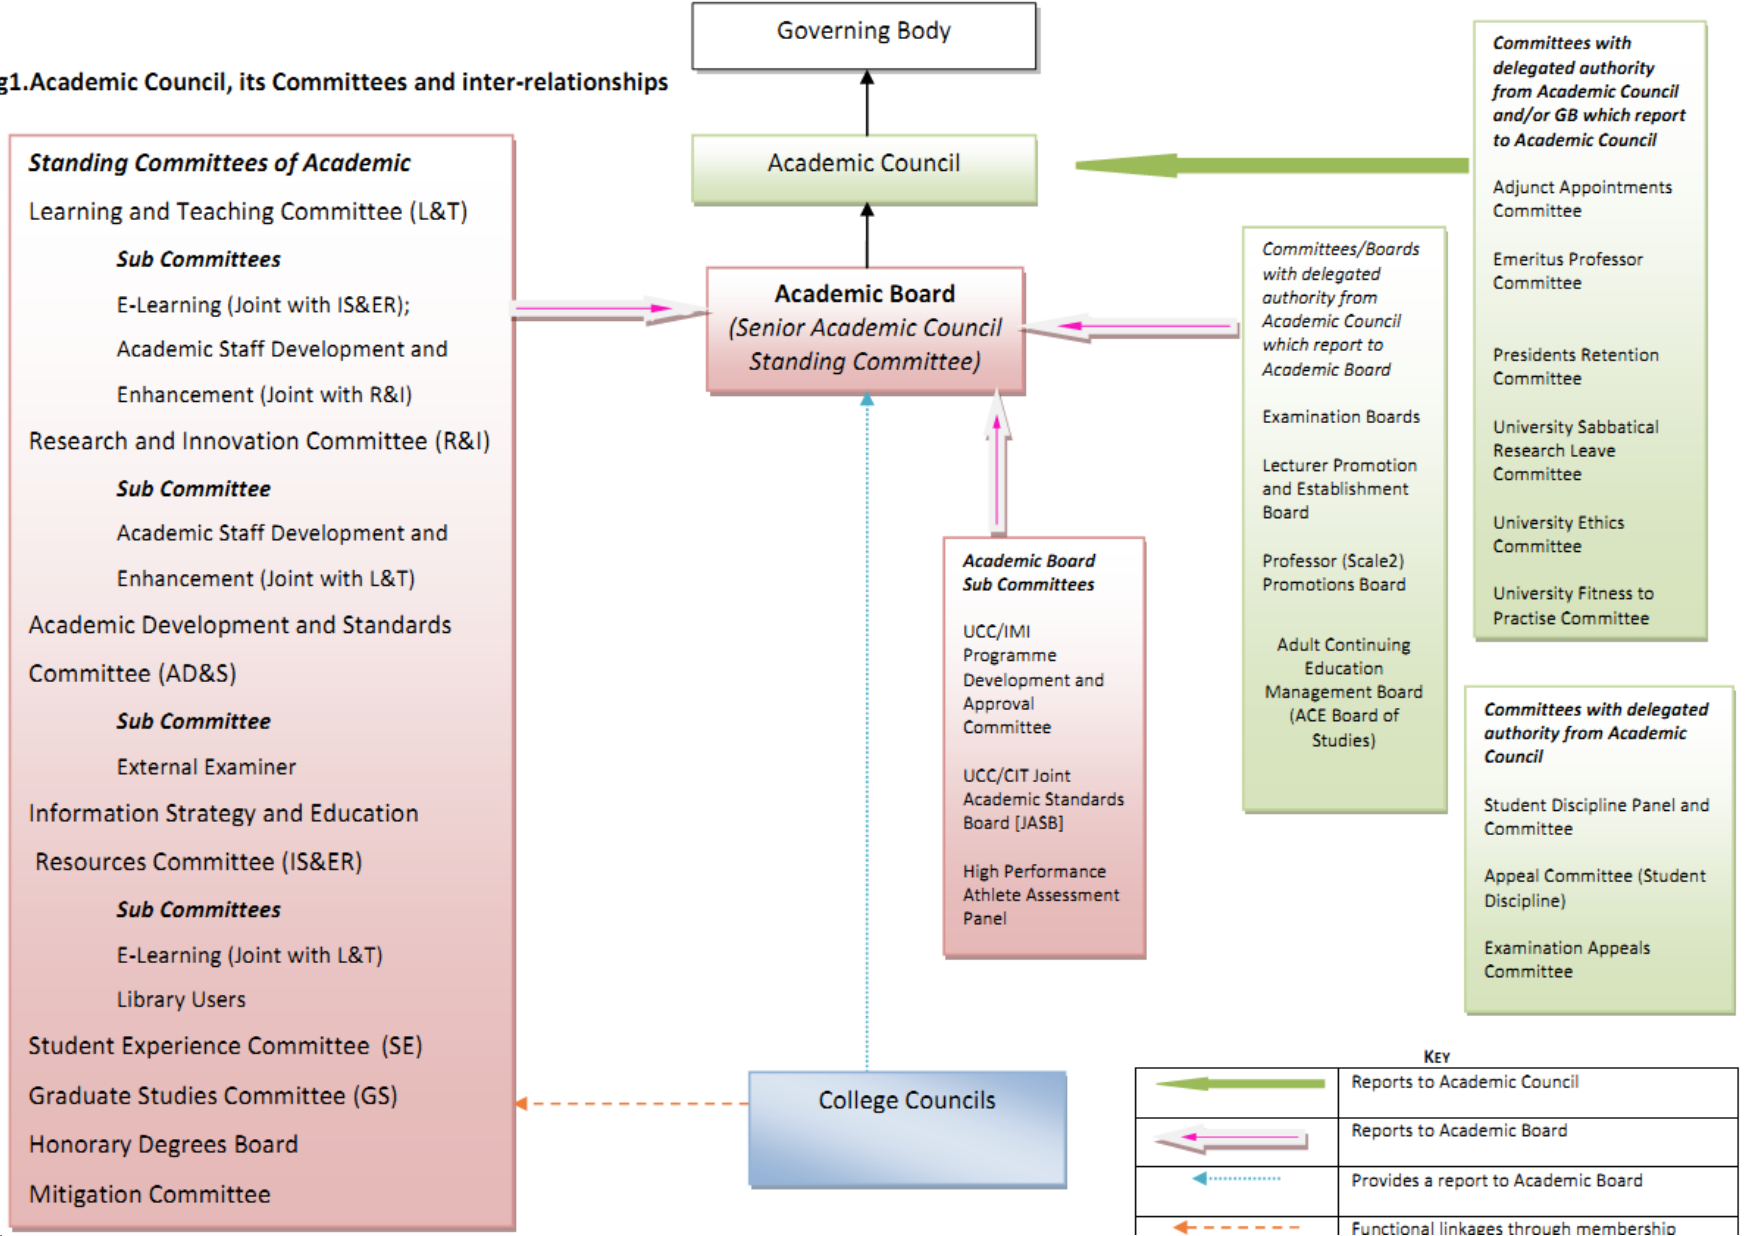 Governing Body
g1.Academic Council, its Committees and inter-relationships
Academic Council
Academic Board
(Senior Academic Council
Standing Committee)
Standing Committees of Academic
Learning and Teaching Committee (L&T)
Sub Committees
E-Learning (Joint with IS&ER);
Academic Staff Development and
Enhancement (Joint with R&I)
Research and Innovation Committee (R&I)
Sub Committee
Academic Staff Development and
Enhancement (Joint with L&T)
Academic Development and Standards
Committee (AD&S)
Sub Committee
External Examiner
Information Strategy and Education
Resources Committee (IS&ER)
Sub Committees
E-Learning (Joint with L&T)
Library Users
Student Experience Committee (SE)
Graduate Studies Committee (GS)
Honorary Degrees Board
Mitigation Committee
Academic Board
Sub Committees
UCC/IMI
Programme
Development and
Approval
Committee
UCC/CIT Joint
Academic Standards
Board [JASB]
High Performance
Athlete Assessment
Panel
College Councils
Committees/Boards
with delegated
authority from
Academic Council
which report to
Academic Board
Examination Boards
Lecturer Promotion
and Establishment
Board
Professor (Scale2)
Promotions Board
Adult Continuing
Education
Management Board
(ACE Board of
Studies)
Committees with
delegated authority
from Academic Council
and/or GB which report
to Academic Council
Adjunct Appointments
Committee
Emeritus Professor
Committee
Presidents Retention
Committee
University Sabbatical
Research Leave
Committee
University Ethics
Committee
University Fitness to
Practise Committee
Committees with delegated
authority from Academic
Council
Student Discipline Panel and
Committee
Appeal Committee (Student
Discipline)
Examination Appeals
Committee
KEY
Reports to Academic Council
Reports to Academic Board
Provides a report to Academic Board
Functional linkages through membership